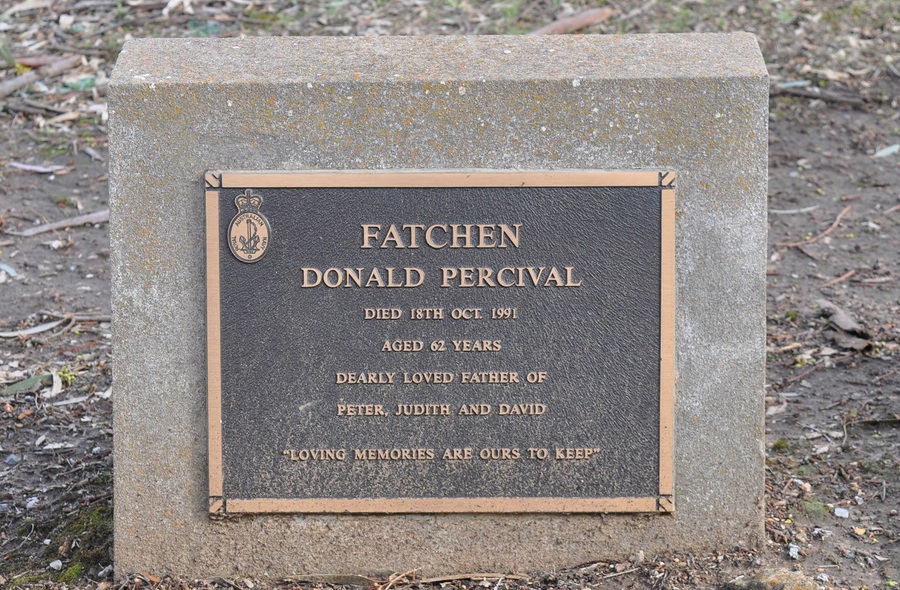 AUSTRALIAN
FATCHEN
DONALD PERCIVAL
DIED 18TH OCT. 1991
AGED 62 YEARS
DEARLY LOVED FATHER OF
PETER, JUDITH AND DAVID
"LOVING MEMORIES ARE OURS TO KEEP"